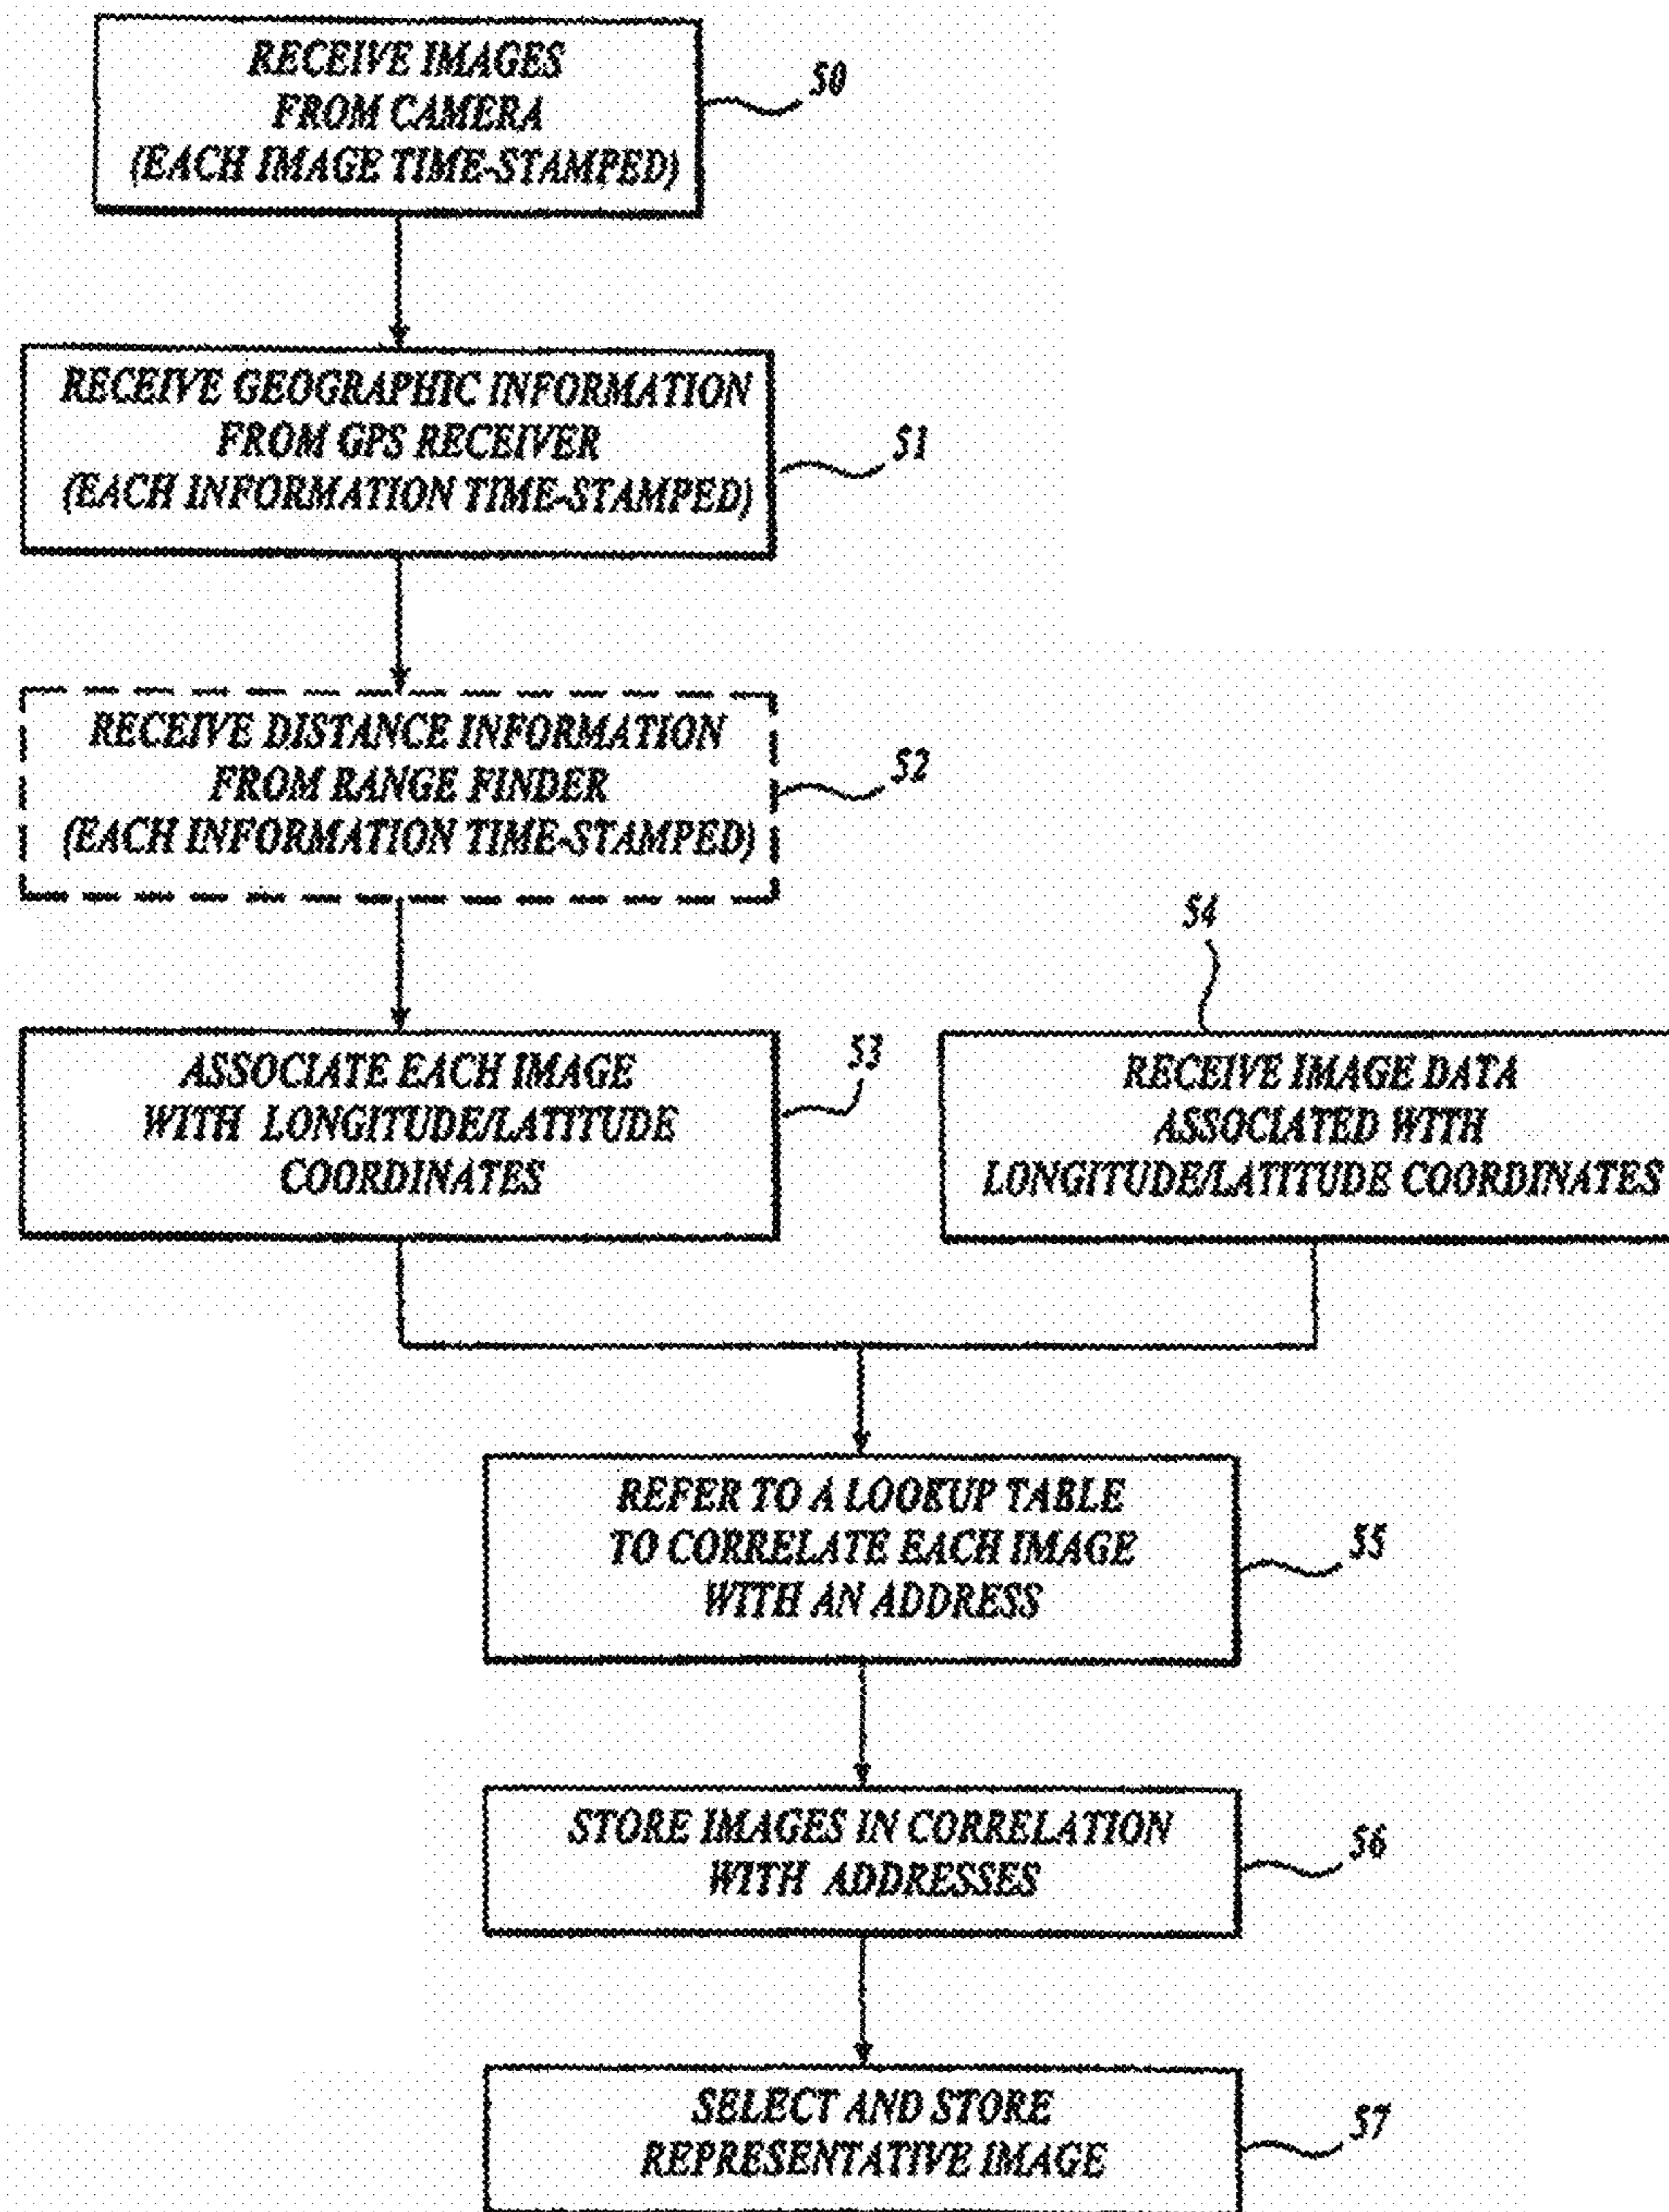 RECEIVE IMAGES
FROM CAMERA
(EACH IMAGE TIME-STAMPED)
50
RECEIVE GEOGRAPHIC INFORMATION
FROM GPS RECEIVER
(EACH INFORMATION TIME-STAMPED)
51
RECEIVE DISTANCE INFORMATION
FROM RANGE FINDER
(EACH INFORMATION TIME-STAMPED)
52
ASSOCIATE EACH IMAGE
WITH LONGITUDE/LATITUDE
COORDINATES
53
54
RECEIVE IMAGE DATA
ASSOCIATED WITH
LONGITUDE/LATITUDE COORDINATES
REFER TO A LOOKUP TABLE
TO CORRELATE EACH IMAGE
WITH AN ADDRESS
55
STORE IMAGES IN CORRELATION
WITH ADDRESSES
56
SELECT AND STORE
REPRESENTATIVE IMAGE
57